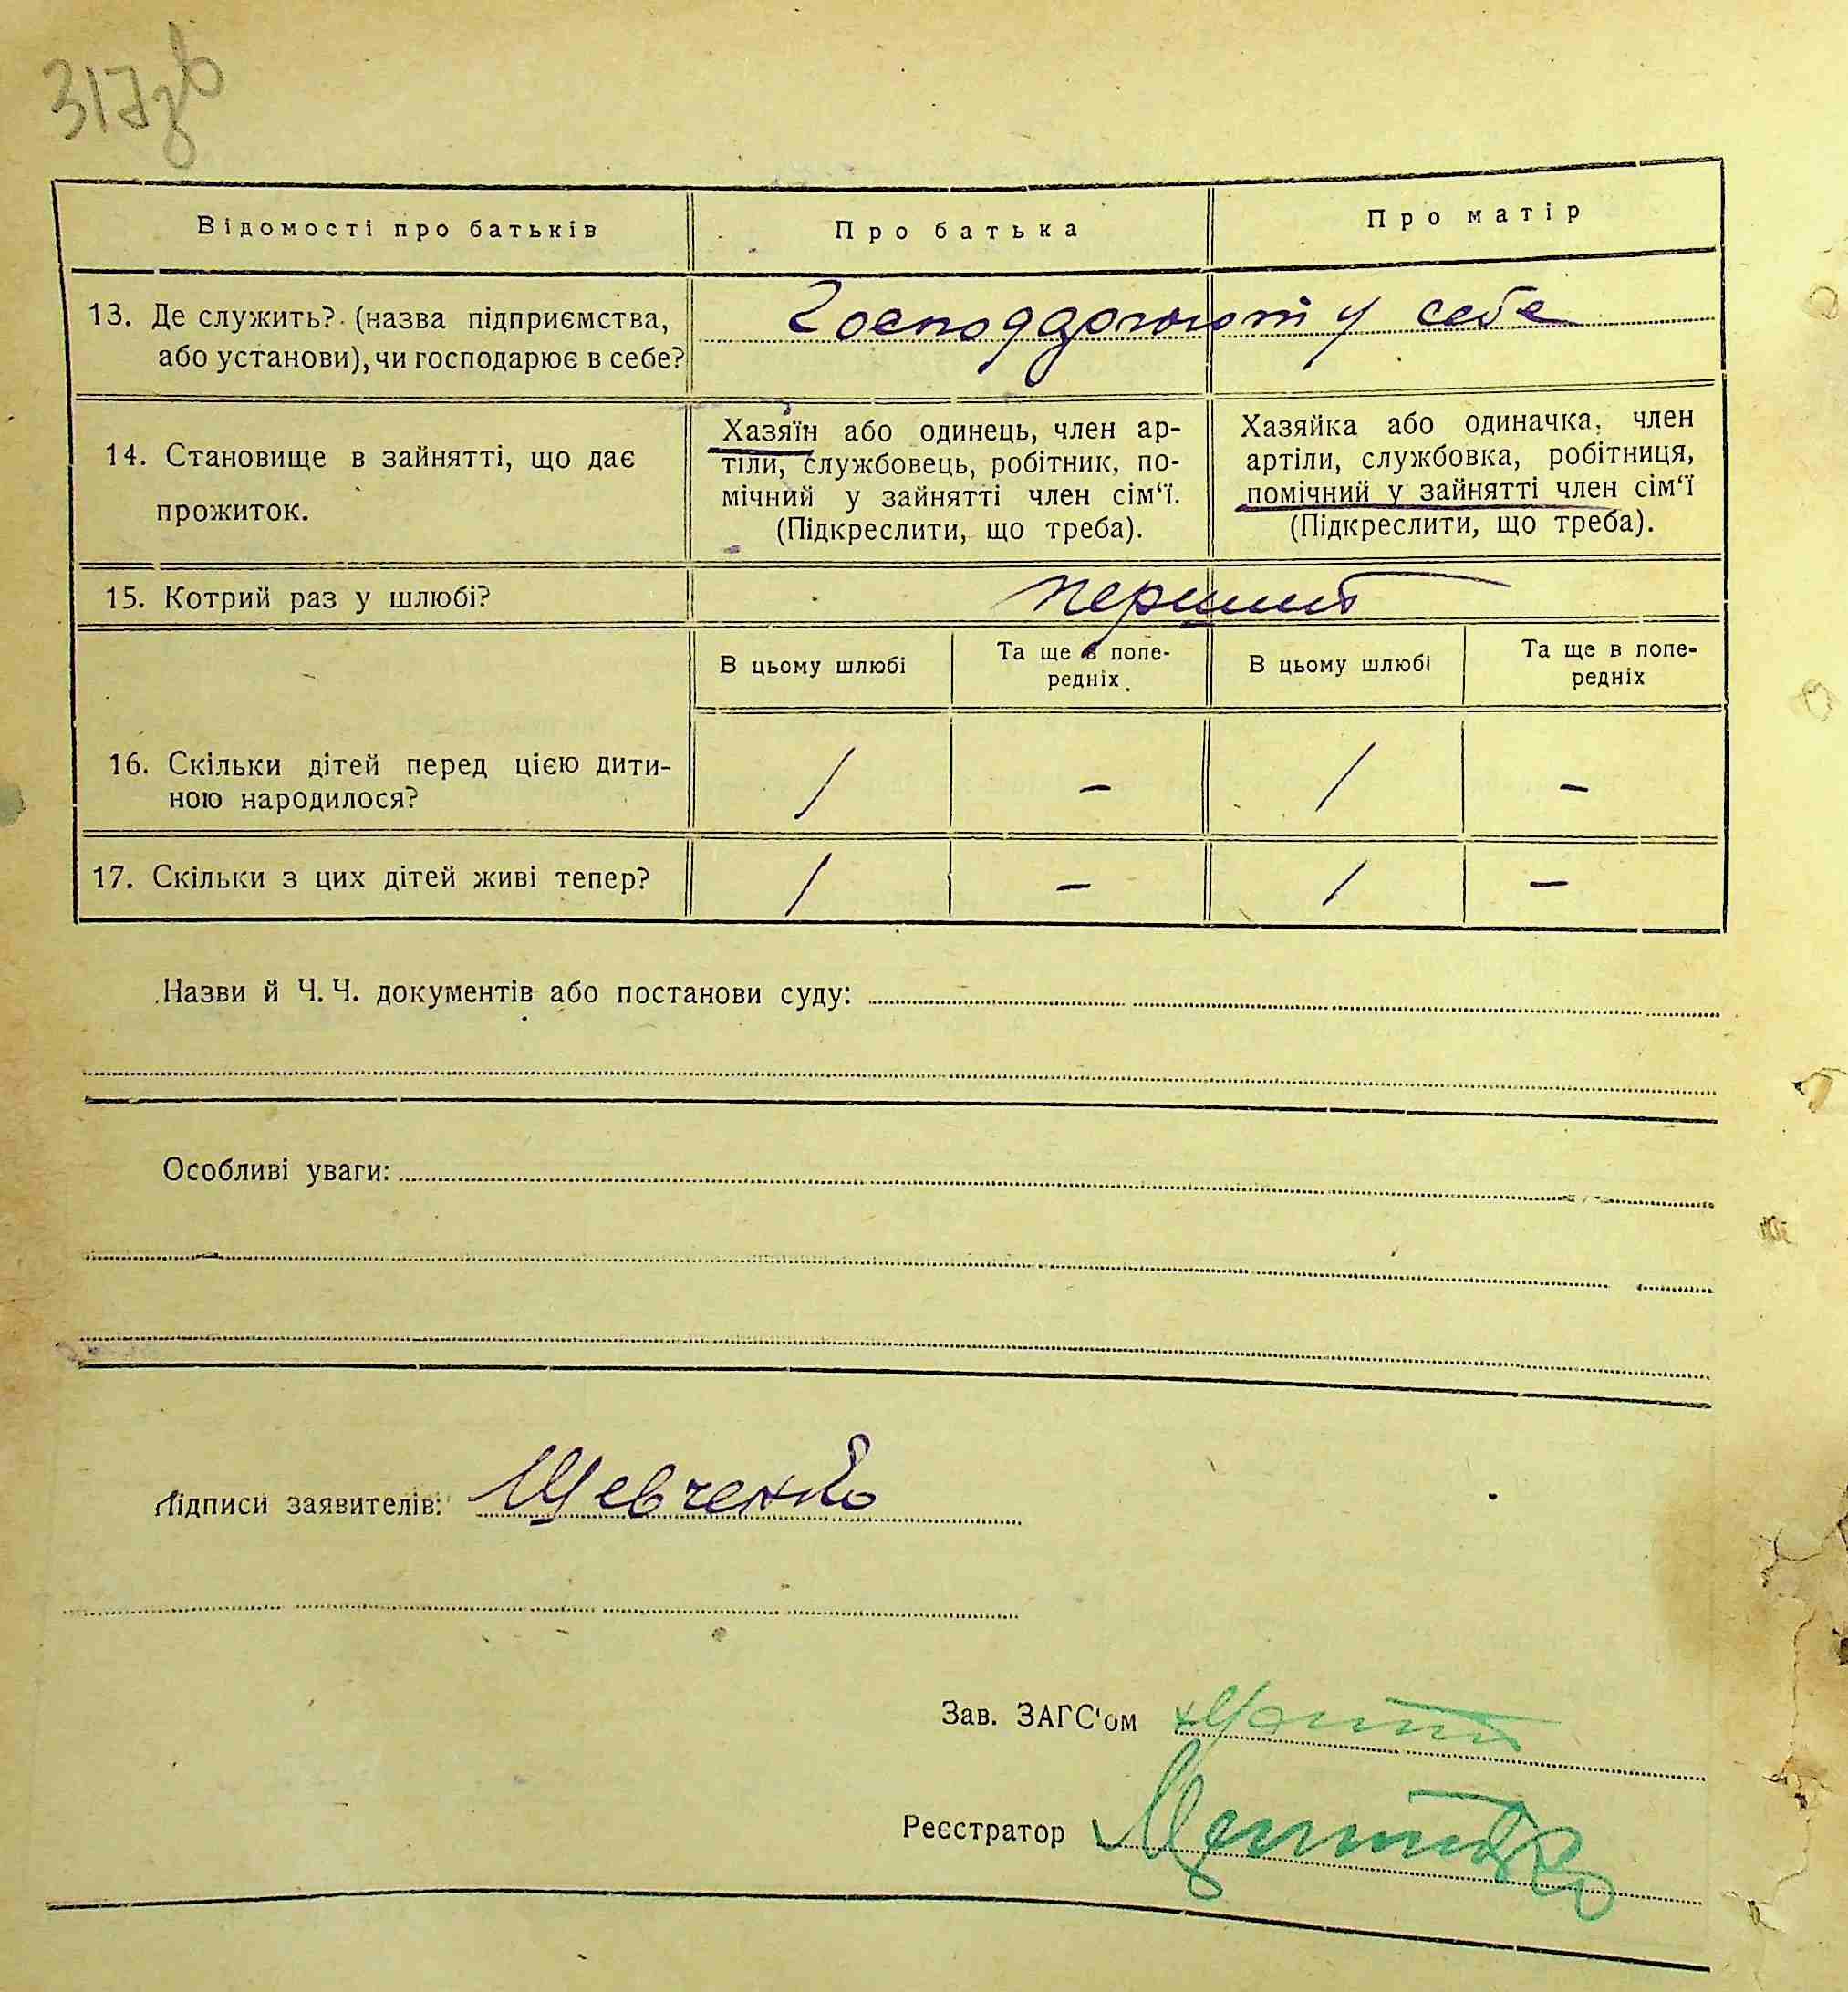 317зв
Відомості про батьків
Про батька
Про матір
13. Де служить? (назва підприємства,
або установи), чи господарює в себе?
Господарюют у себе
14. Становище в зайнятті, що дає
прожиток.
Хазяїн або одинець, член ар-
тіли, службовець, робітник, по-
мічний у зайнятті член сім‘ї.
(Підкреслити, що треба).
Хазяйка або одиначка, член
артіли, службовка, робітниця,
помічний у зайнятті член сім‘ї
(Підкреслити, що треба).
15. Котрий раз у шлюбі?
перший
В цьому шлюбі
Та ще в попе-
редніх
В цьому шлюбі
Та ще в попе-
редніх
16. Скільки дітей перед цією дити-
ною народилося?
/ – / –
17. Скільки з цих дітей живі тепер?
/ – / –
Назви й Ч. Ч. документів або постанови суду:
Особливі уваги:
Підписи заявителів: Шевченко
Зав. ЗАГС‘ом
Реєстратор